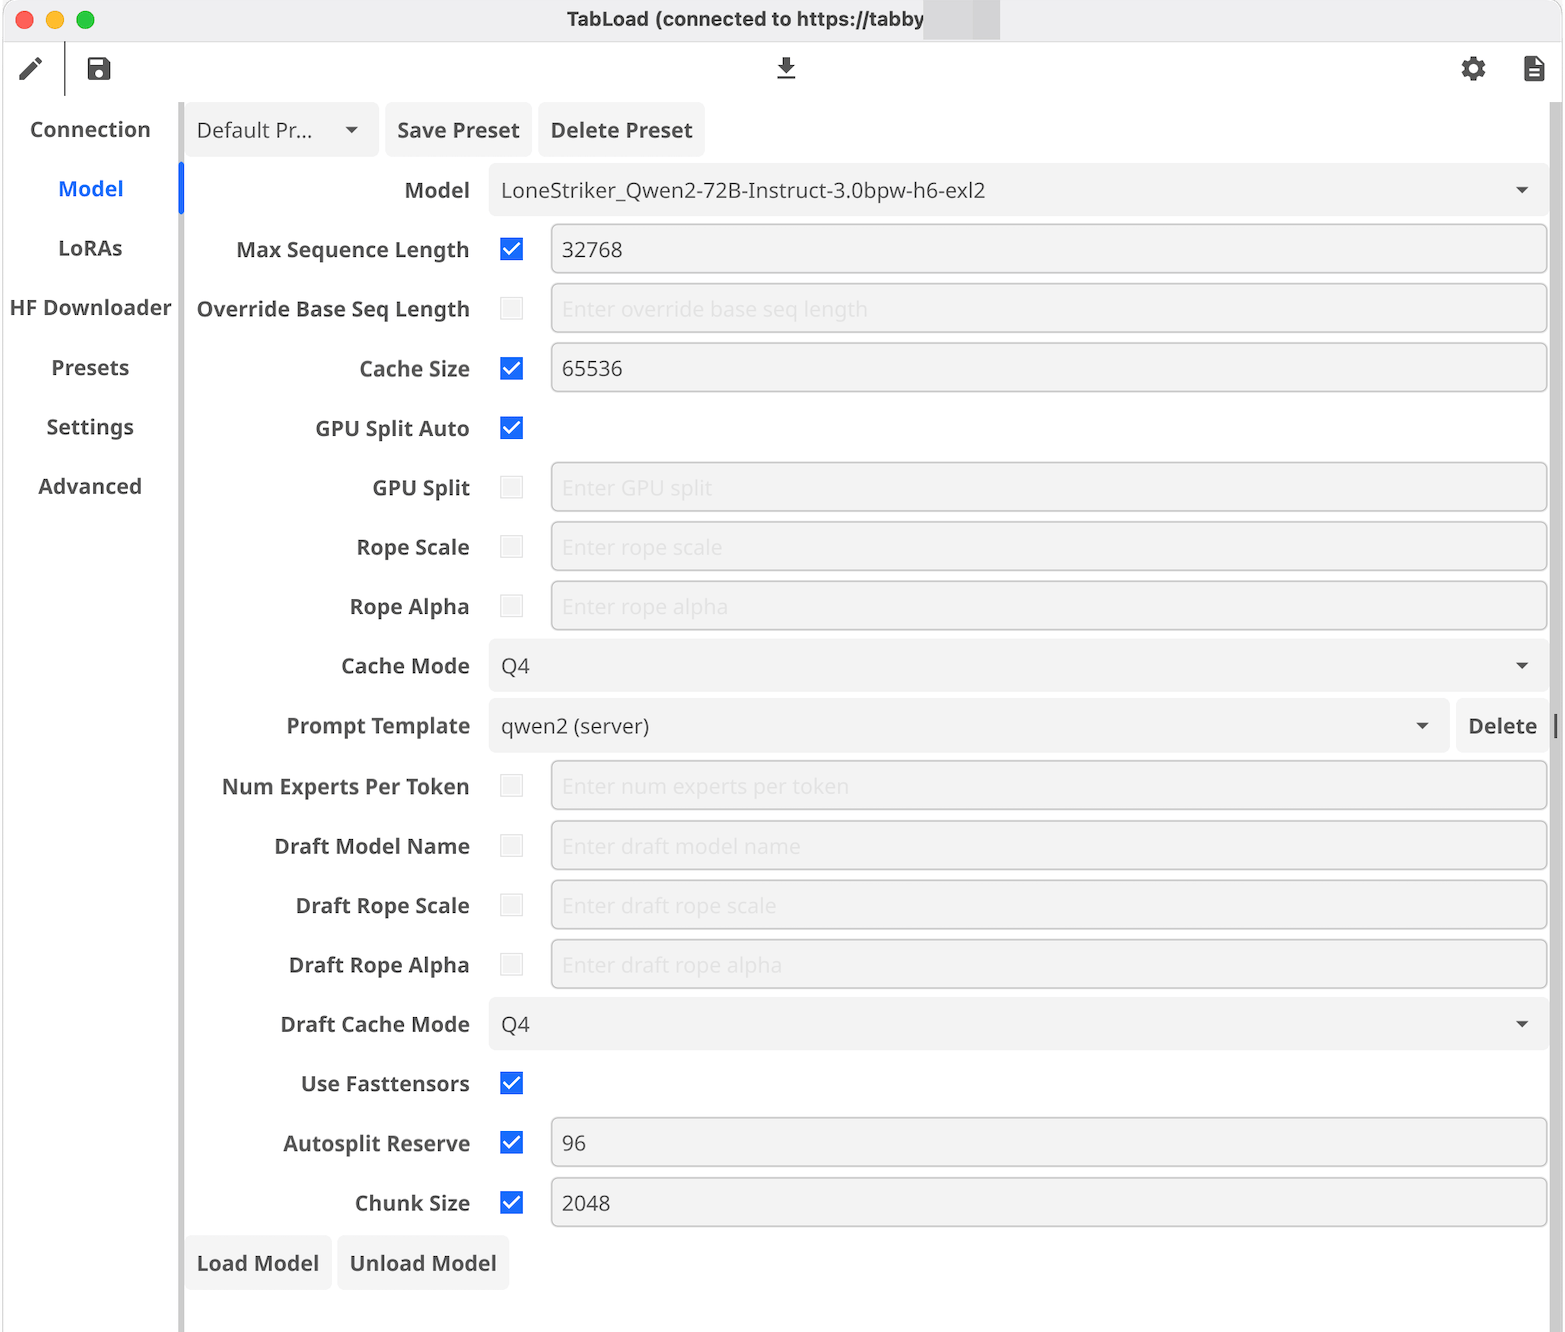 TabLoad (connected to https://tabby
Connection
Model
LoRAs
HF Downloader
Presets
Settings
Advanced
Default Pr...
Save Preset
Delete Preset
Model LoneStriker_Qwen2-72B-Instruct-3.0bpw-h6-exl2
Max Sequence Length 32768
Override Base Seq Length Enter override base seq length
Cache Size 65536
GPU Split Auto
GPU Split Enter GPU split
Rope Scale Enter rope scale
Rope Alpha Enter rope alpha
Cache Mode Q4
Prompt Template qwen2 (server) Delete
Num Experts Per Token Enter num experts per token
Draft Model Name Enter draft model name
Draft Rope Scale Enter draft rope scale
Draft Rope Alpha Enter draft rope alpha
Draft Cache Mode Q4
Use Fasttensors
Autosplit Reserve 96
Chunk Size 2048
Load Model
Unload Model